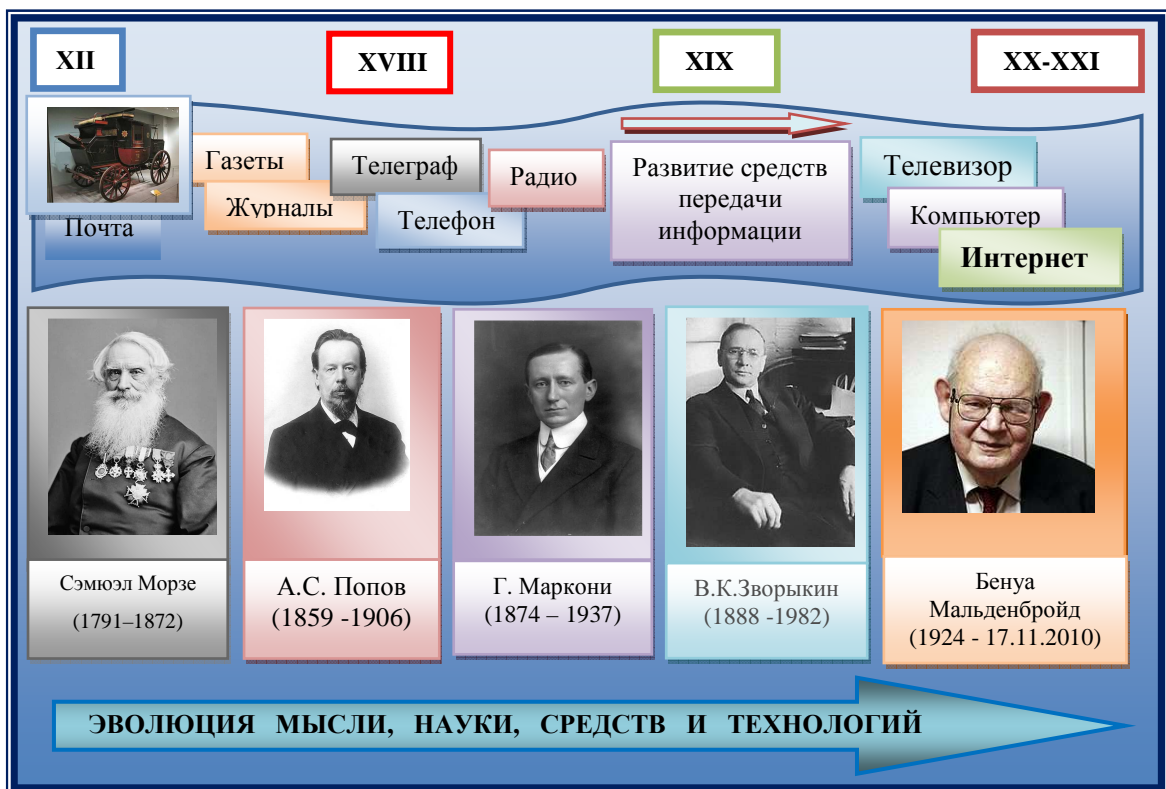 XII
XVIII
XIX
XX-XXI
Почта
Газеты
Журналы
Телеграф
Телефон
Радио
Развитие средств
передачи
информации
Телевизор
Компьютер
Интернет
Сэмюэл Морзе
(1791–1872)
А.С. Попов
(1859 -1906)
Г. Маркони
(1874 – 1937)
В.К.Зворыкин
(1888 -1982)
Бенуа
Мальденбройд
(1924 - 17.11.2010)
ЭВОЛЮЦИЯ МЫСЛИ, НАУКИ, СРЕДСТВ И ТЕХНОЛОГИЙ